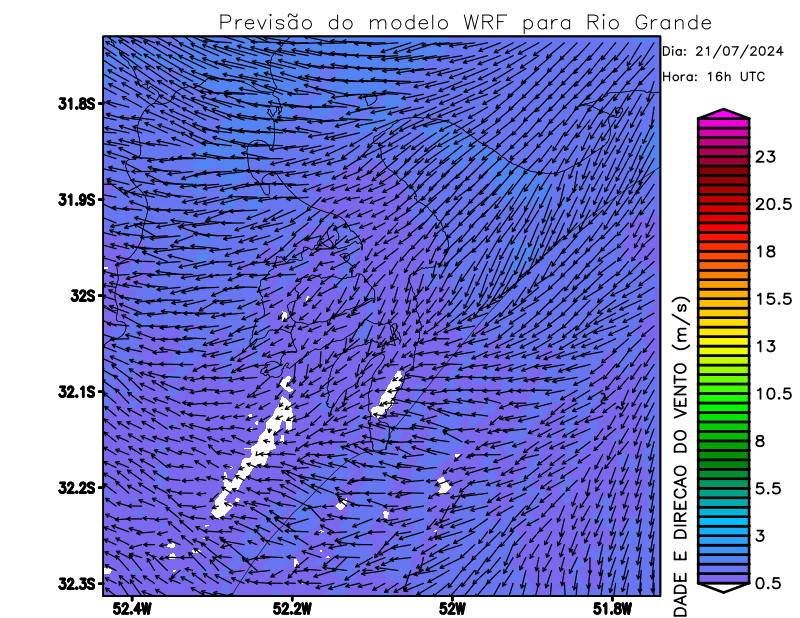 Previsão do modelo WRF para Rio Grande
Dia: 21/07/2024
Hora: 16h UTC
31.8S
31.9S
32S
32.1S
32.2S
32.3S
52.4W
52.2W
52W
51.8W
23
20.5
18
15.5
13
10.5
8
5.5
3
0.5
DADE E DIRECAO DO VENTO (m/s)